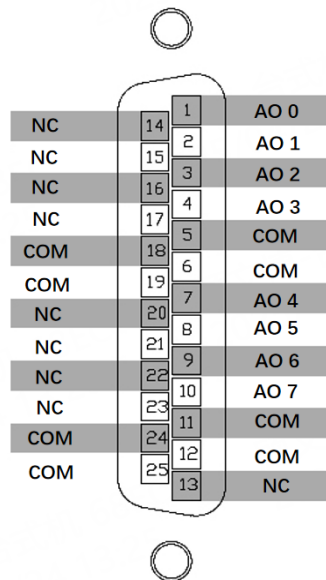 1 AO 0
NC 14
2 AO 1
NC 15
3 AO 2
NC 16
4 AO 3
NC 17
5 COM
COM 18
6 COM
COM 19
7 AO 4
NC 20
8 AO 5
NC 21
9 AO 6
NC 22
10 AO 7
NC 23
11 COM
COM 24
12 COM
COM 25
13 NC